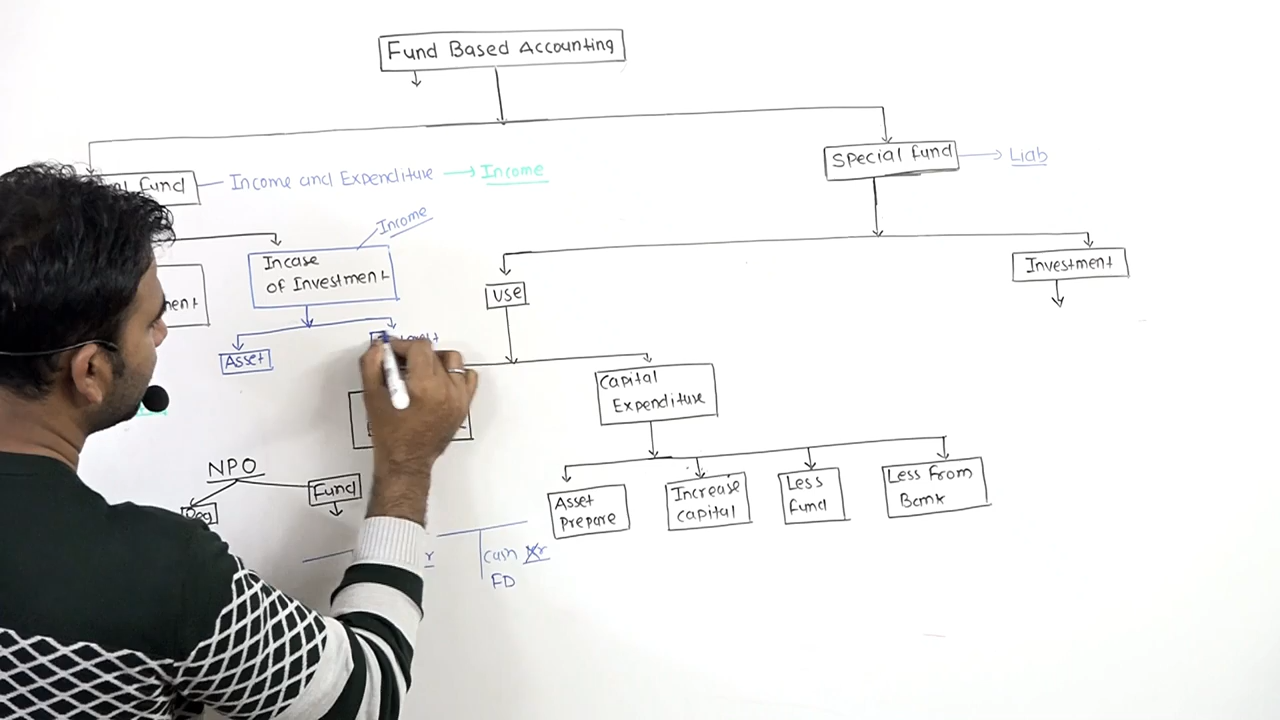 Fund Based Accounting
Fund
Income and Expenditure
Income
Special fund
Liab
Income
Incase
of Investment
Asset
Use
Investment
Capital
Expenditure
NPO
Fund
Asset
Prepare
Increase
capital
Less
fund
Less from
Bank
cash
FD